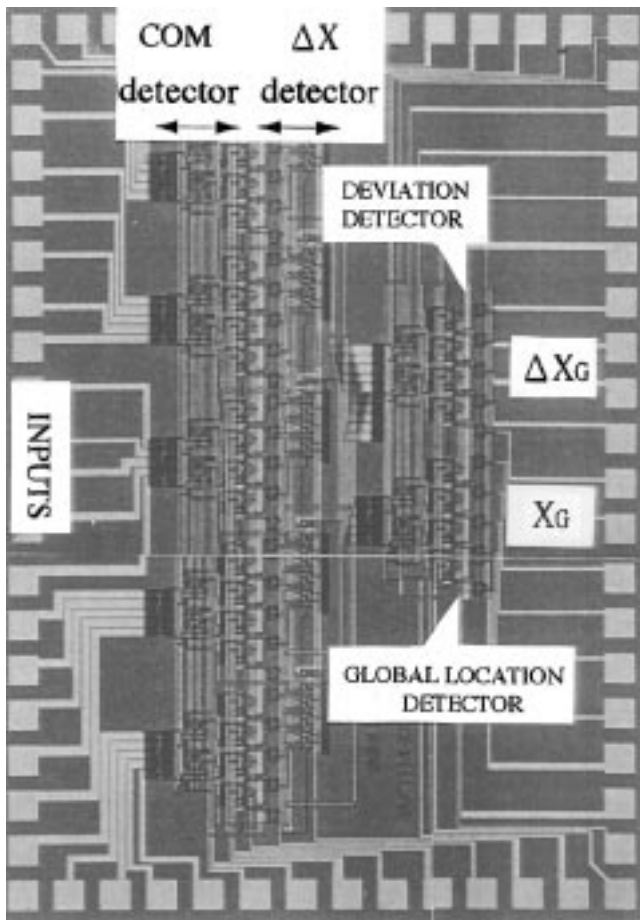 COM
detector
ΔX
detector
DEVIATION
DETECTOR
INPUTS
ΔXG
XG
GLOBAL LOCATION
DETECTOR